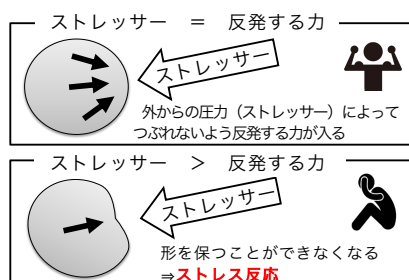 ストレッサー ＝ 反発する力
ストレッサー
外からの圧力（ストレッサー）によって
つぶれないよう反発する力が入る
ストレッサー ＞ 反発する力
ストレッサー
形を保つことができなくなる
⇒ストレス反応